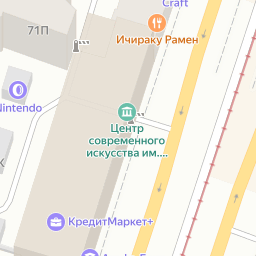 Craft
71П
Ичираку Рамен
Nintendo
Центр
современного
искусства им....
КредитМаркет+